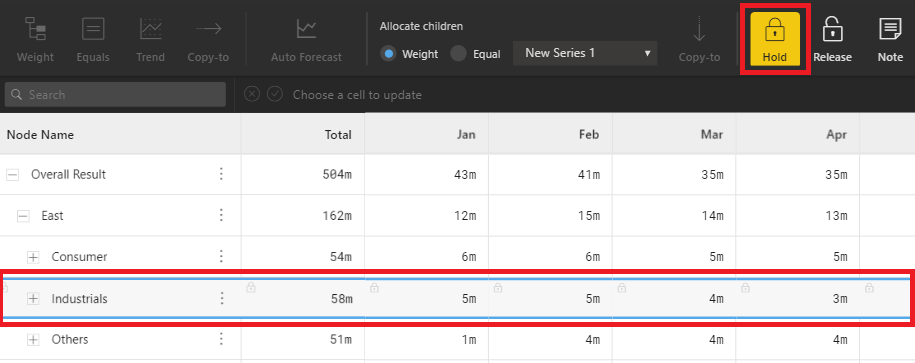 Allocate children
Weight Equals Trend Copy-to Auto Forecast Weight Equal New Series 1 Copy-to Hold Release Note
Search Choose a cell to update
Node Name Total Jan Feb Mar Apr
Overall Result 504m 43m 41m 35m 35m
East 162m 12m 15m 14m 13m
Consumer 54m 6m 6m 5m 5m
Industrials 58m 5m 5m 4m 3m
Others 51m 1m 4m 4m 4m